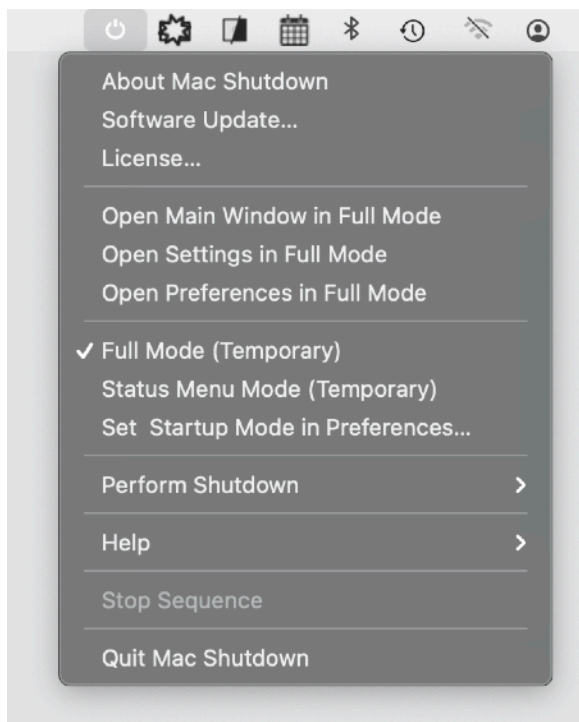 About Mac Shutdown
Software Update...
License...
Open Main Window in Full Mode
Open Settings in Full Mode
Open Preferences in Full Mode
Full Mode (Temporary)
Status Menu Mode (Temporary)
Set  Startup Mode in Preferences...
Perform Shutdown
Help
Stop Sequence
Quit Mac Shutdown